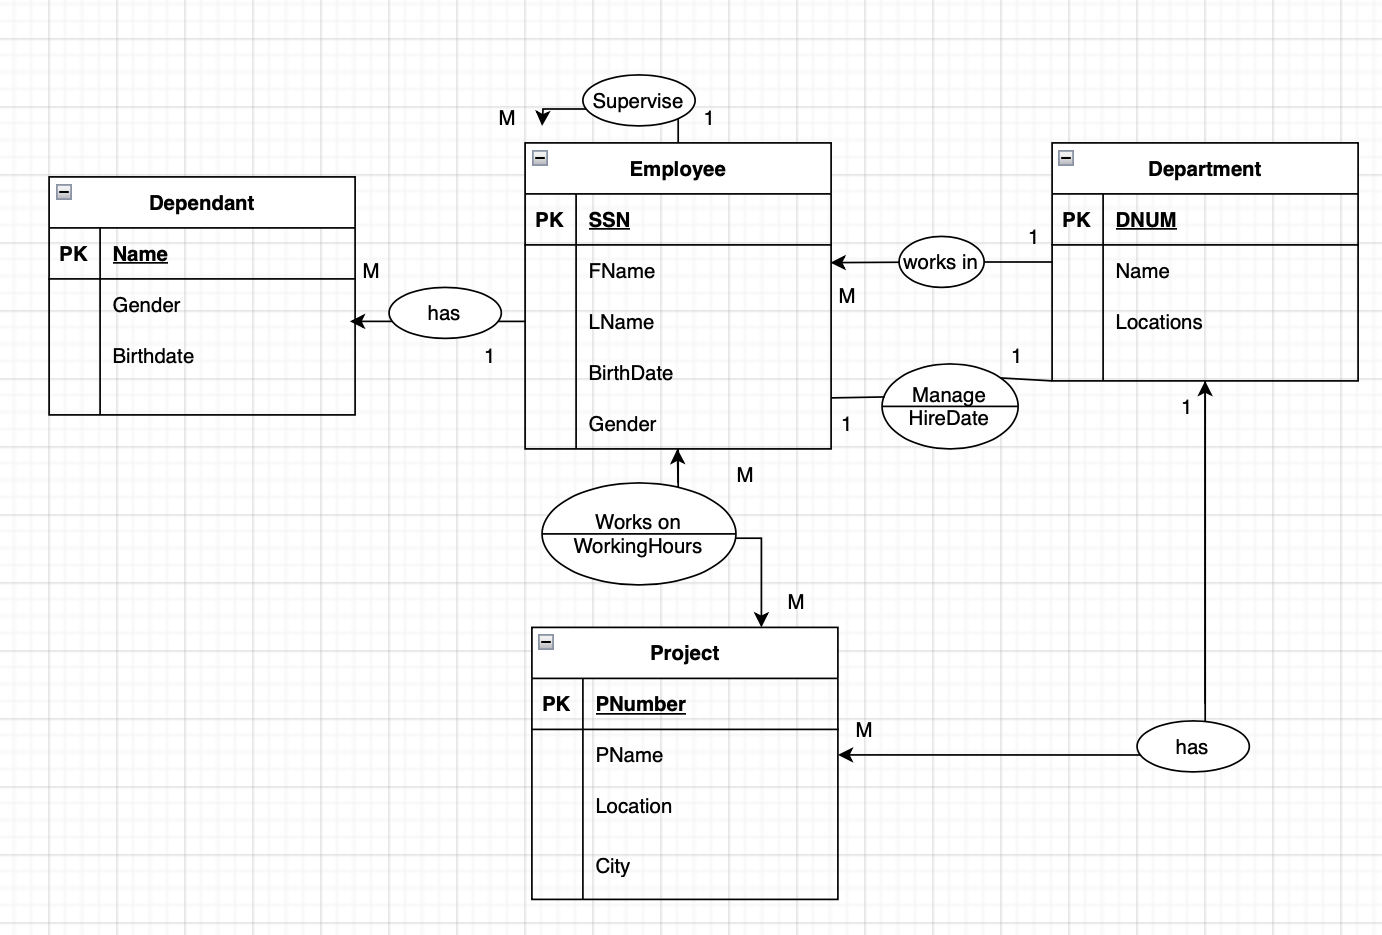 Supervise
M
1
Employee
PK
SSN
FName
LName
BirthDate
Gender
Department
PK
DNUM
Name
Locations
Dependant
PK
Name
Gender
Birthdate
M
has
1
works in
1
M
Manage
HireDate
1
1
1
M
Works on
WorkingHours
M
Project
PK
PNumber
PName
Location
City
M
has